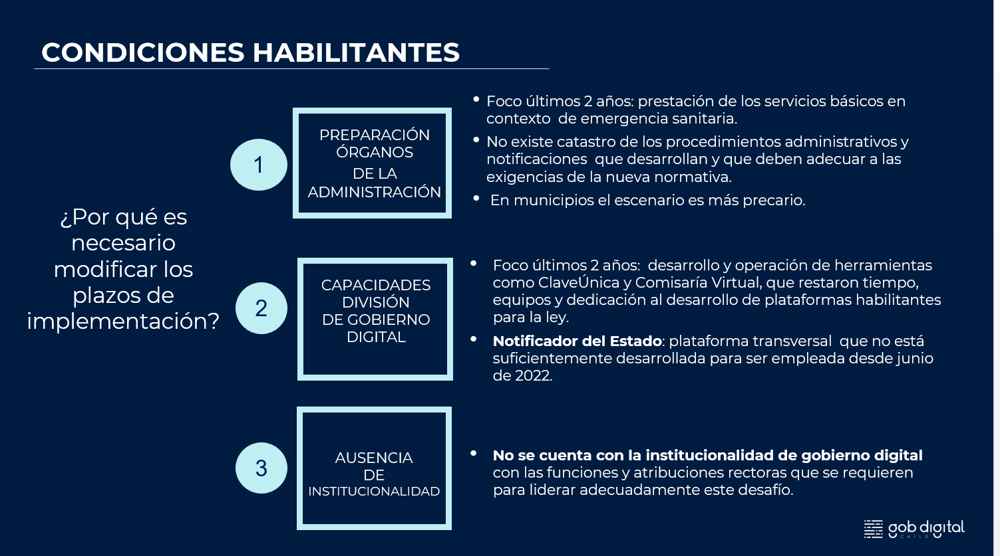 CONDICIONES HABILITANTES
¿Por qué es
necesario
modificar los
plazos de
implementación?
1
PREPARACIÓN
ÓRGANOS
DE LA
ADMINISTRACIÓN
• Foco últimos 2 años: prestación de los servicios básicos en
contexto de emergencia sanitaria.
• No existe catastro de los procedimientos administrativos y
notificaciones que desarrollan y que deben adecuar a las
exigencias de la nueva normativa.
• En municipios el escenario es más precario.
2
CAPACIDADES
DIVISIÓN
DE GOBIERNO
DIGITAL
• Foco últimos 2 años: desarrollo y operación de herramientas
como ClaveÚnica y Comisaría Virtual, que restaron tiempo,
equipos y dedicación al desarrollo de plataformas habilitantes
para la ley.
• Notificador del Estado: plataforma transversal que no está
suficientemente desarrollada para ser empleada desde junio
de 2022.
3
AUSENCIA
DE
INSTITUCIONALIDAD
• No se cuenta con la institucionalidad de gobierno digital
con las funciones y atribuciones rectoras que se requieren
para liderar adecuadamente este desafío.
gob digital
CHILE